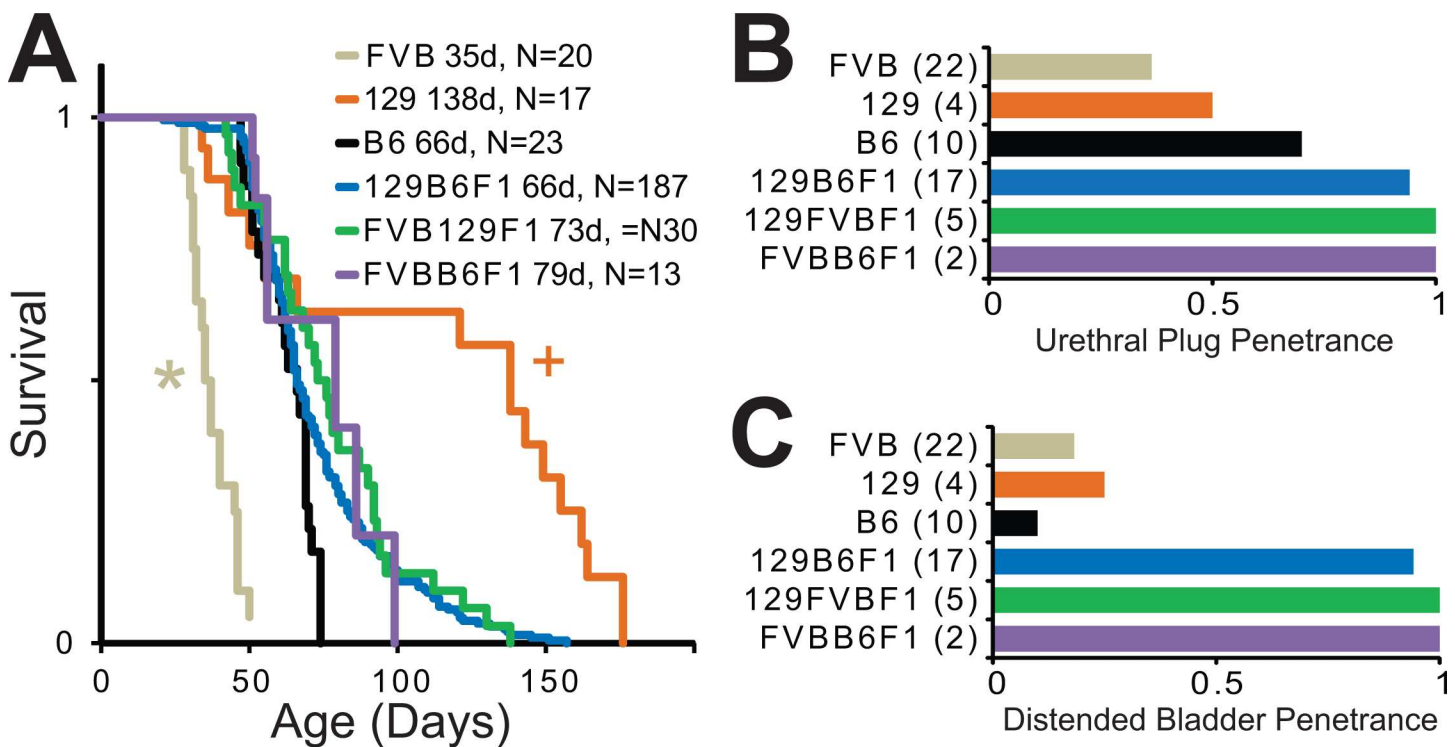 A
FVB 35d, N=20
129 138d, N=17
B6 66d, N=23
129B6F1 66d, N=187
FVB129F1 73d, =N30
FVBB6F1 79d, N=13
Survival
1
0
*
+
0 50 100 150
Age (Days)
B
FVB (22)
129 (4)
B6 (10)
129B6F1 (17)
129FVBF1 (5)
FVBB6F1 (2)
0 0.5 1
Urethral Plug Penetrance
C
FVB (22)
129 (4)
B6 (10)
129B6F1 (17)
129FVBF1 (5)
FVBB6F1 (2)
0 0.5 1
Distended Bladder Penetrance